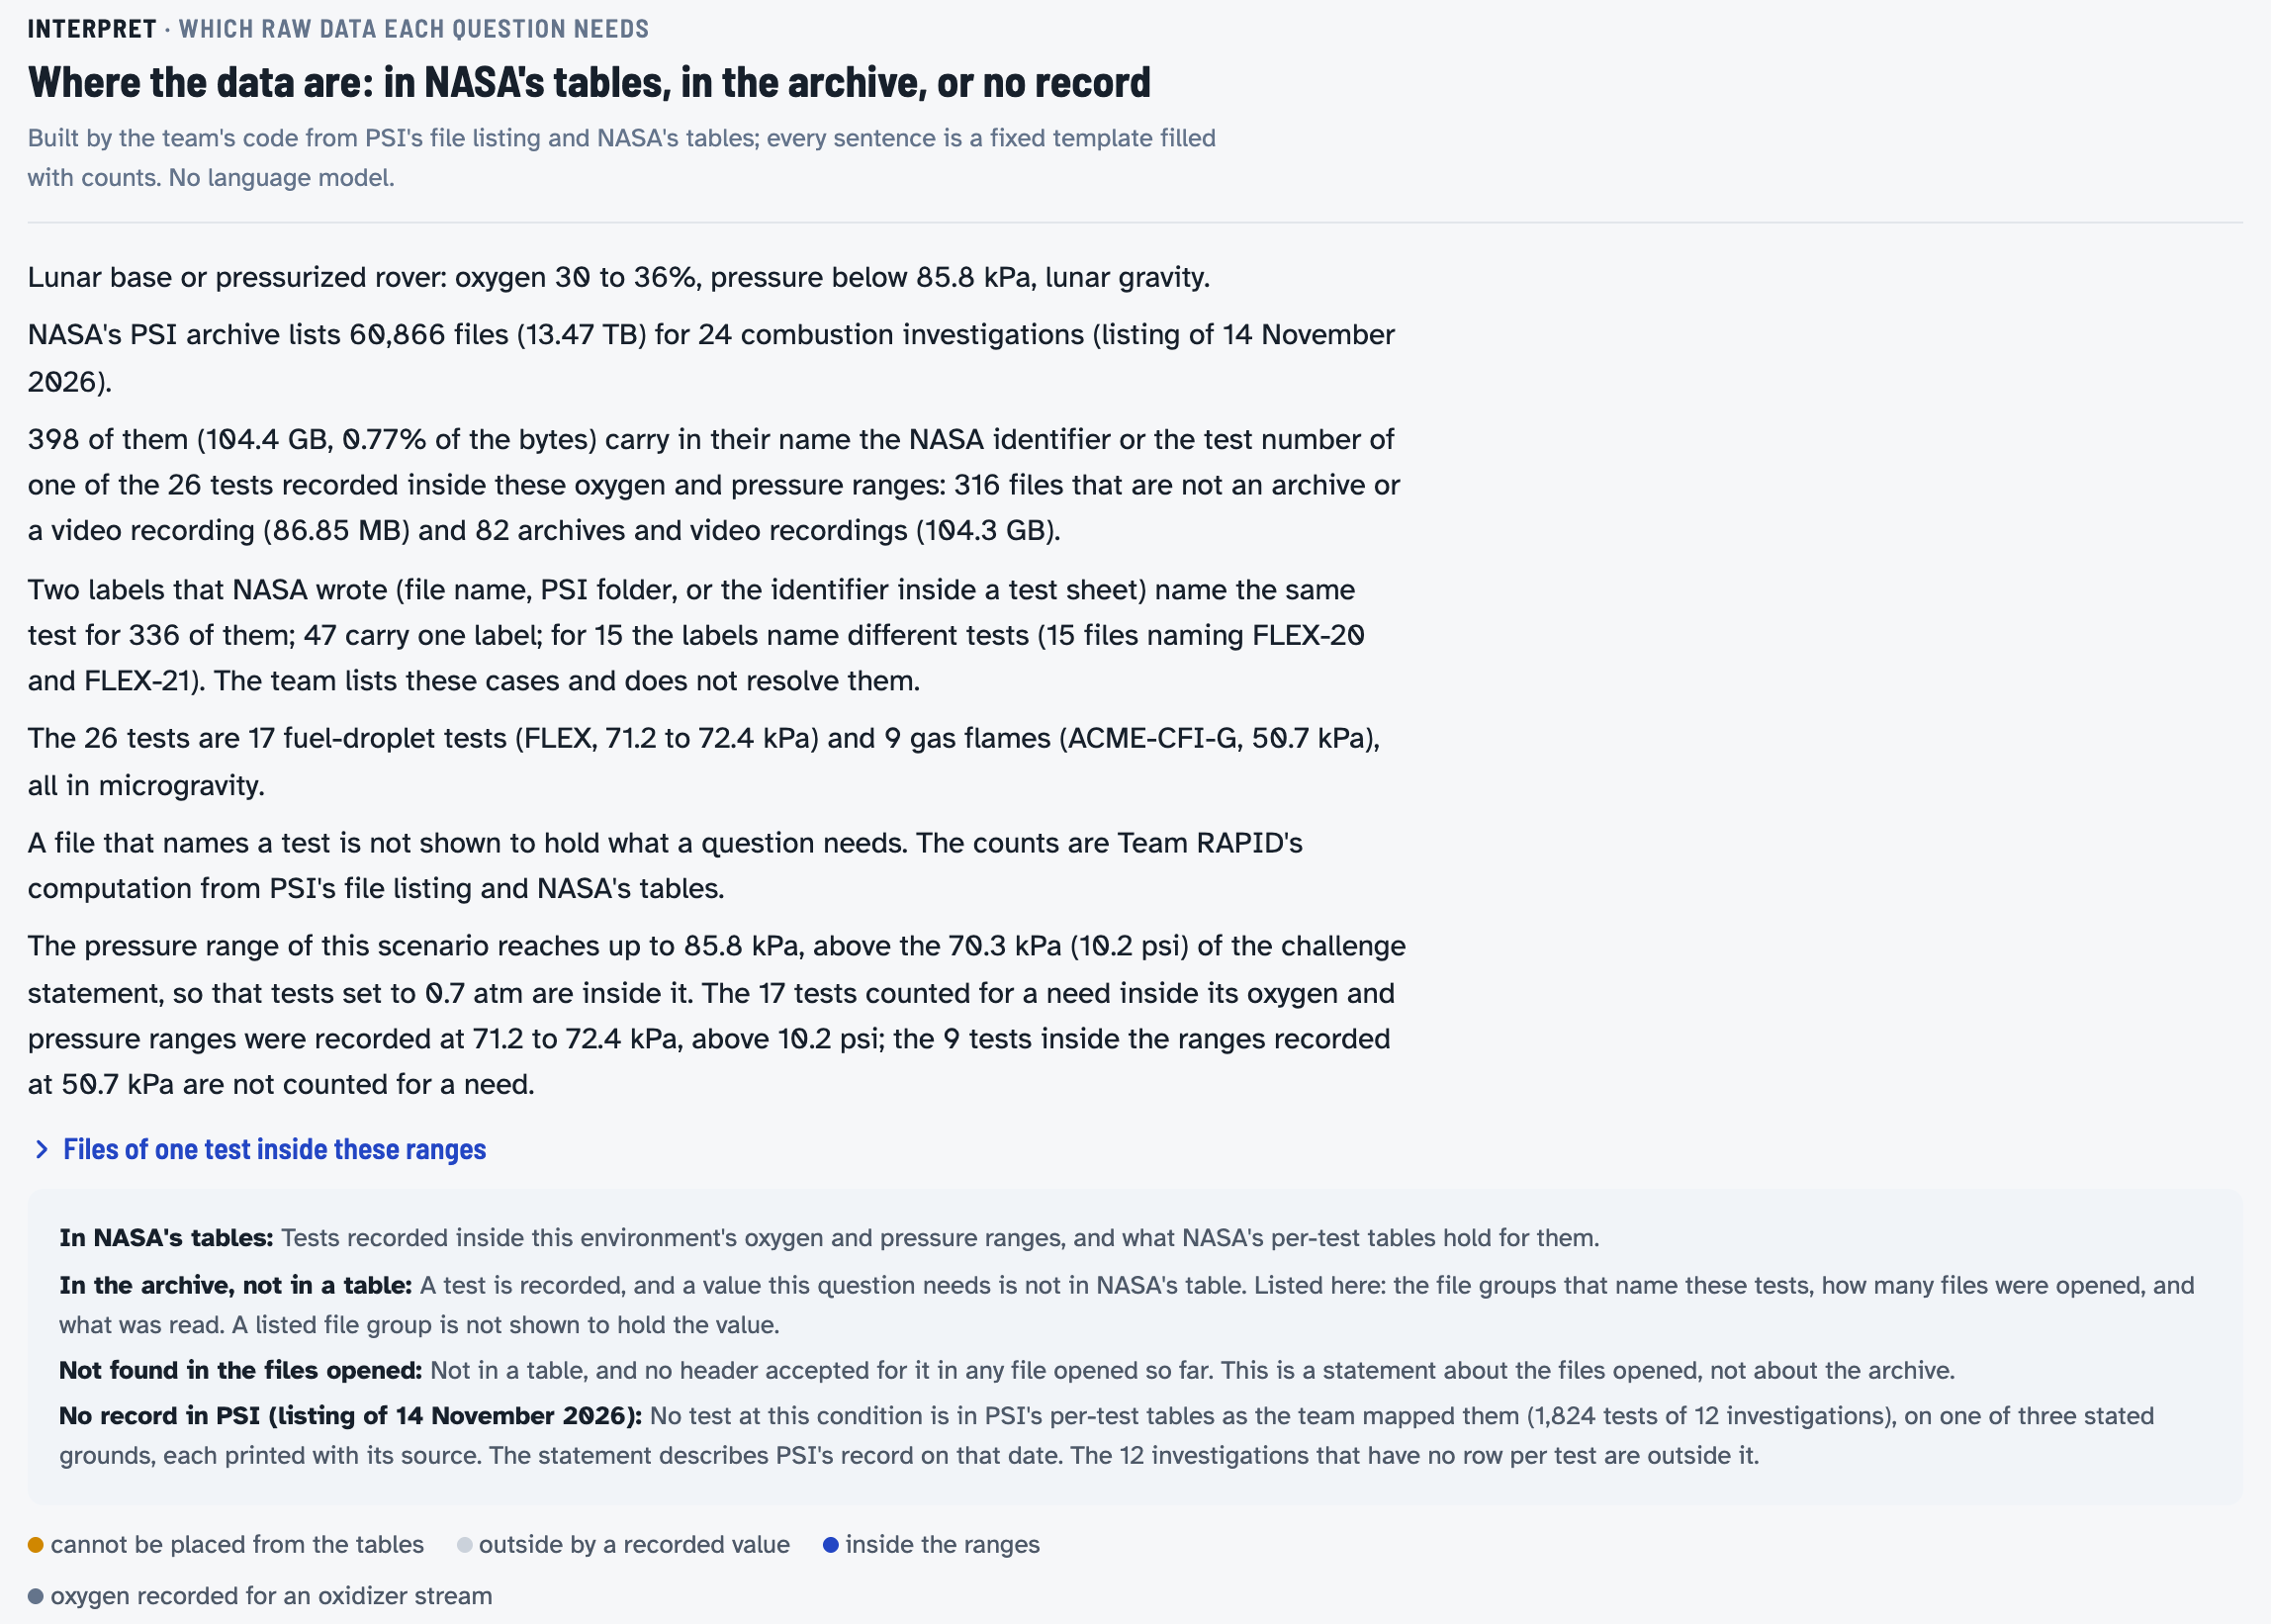 INTERPRET · WHICH RAW DATA EACH QUESTION NEEDS
Where the data are: in NASA's tables, in the archive, or no record
Built by the team's code from PSI's file listing and NASA's tables; every sentence is a fixed template filled
with counts. No language model.
Lunar base or pressurized rover: oxygen 30 to 36%, pressure below 85.8 kPa, lunar gravity.
NASA's PSI archive lists 60,866 files (13.47 TB) for 24 combustion investigations (listing of 14 November
2026).
398 of them (104.4 GB, 0.77% of the bytes) carry in their name the NASA identifier or the test number of
one of the 26 tests recorded inside these oxygen and pressure ranges: 316 files that are not an archive or
a video recording (86.85 MB) and 82 archives and video recordings (104.3 GB).
Two labels that NASA wrote (file name, PSI folder, or the identifier inside a test sheet) name the same
test for 336 of them; 47 carry one label; for 15 the labels name different tests (15 files naming FLEX-20
and FLEX-21). The team lists these cases and does not resolve them.
The 26 tests are 17 fuel-droplet tests (FLEX, 71.2 to 72.4 kPa) and 9 gas flames (ACME-CFI-G, 50.7 kPa),
all in microgravity.
A file that names a test is not shown to hold what a question needs. The counts are Team RAPID's
computation from PSI's file listing and NASA's tables.
The pressure range of this scenario reaches up to 85.8 kPa, above the 70.3 kPa (10.2 psi) of the challenge
statement, so that tests set to 0.7 atm are inside it. The 17 tests counted for a need inside its oxygen and
pressure ranges were recorded at 71.2 to 72.4 kPa, above 10.2 psi; the 9 tests inside the ranges recorded
at 50.7 kPa are not counted for a need.
Files of one test inside these ranges
In NASA's tables: Tests recorded inside this environment's oxygen and pressure ranges, and what NASA's per-test tables hold for them.
In the archive, not in a table: A test is recorded, and a value this question needs is not in NASA's table. Listed here: the file groups that name these tests, how many files were opened, and
what was read. A listed file group is not shown to hold the value.
Not found in the files opened: Not in a table, and no header accepted for it in any file opened so far. This is a statement about the files opened, not about the archive.
No record in PSI (listing of 14 November 2026): No test at this condition is in PSI's per-test tables as the team mapped them (1,824 tests of 12 investigations), on one of three stated
grounds, each printed with its source. The statement describes PSI's record on that date. The 12 investigations that have no row per test are outside it.
cannot be placed from the tables outside by a recorded value inside the ranges
oxygen recorded for an oxidizer stream